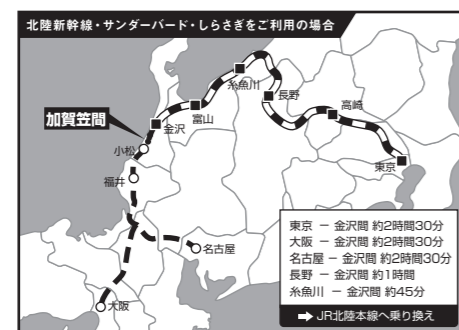 北陸新幹線・サンダーバード・しらさぎをご利用の場合
糸魚川
長野
富山
高崎
加賀笠間
金沢
小松
東京
福井
名古屋
大阪
東京 － 金沢間 約2時間30分
大阪 － 金沢間 約2時間30分
名古屋 － 金沢間 約2時間30分
長野 － 金沢間 約1時間
糸魚川 － 金沢間 約45分
➡ JR北陸本線へ乗り換え